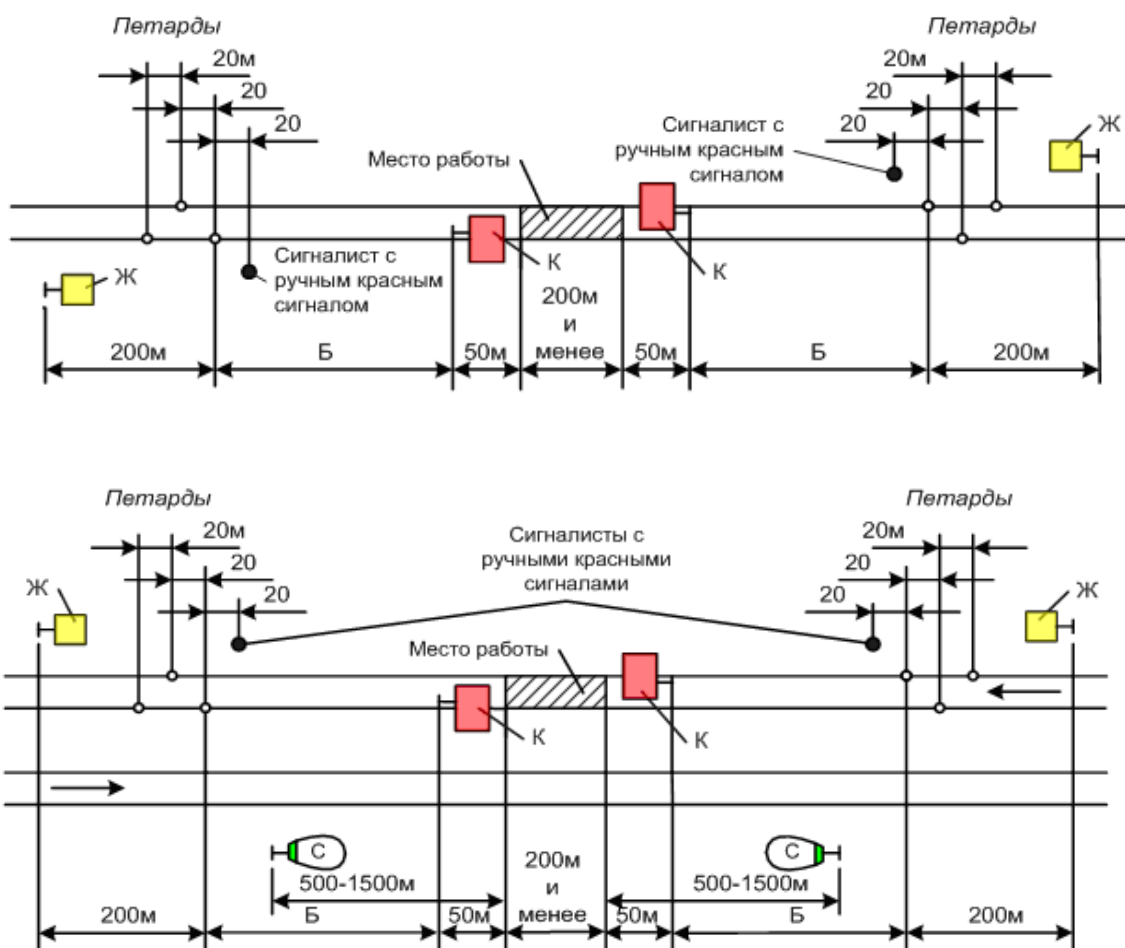 Петарды
Петарды
20м
20м
20
20
20
20
Сигналист с
ручным красным
сигналом
Ж
Место работы
Сигналист с
ручным красным
сигналом
Ж
К
К
200м
и
менее
200м
Б
50м
50м
Б
200м
Петарды
Петарды
20м
20м
20
20
20
20
Сигналисты с
ручными красными
сигналами
Ж
Ж
Место работы
К
К
С
С
500-1500м
500-1500м
200м
и
менее
200м
Б
50м
50м
Б
200м